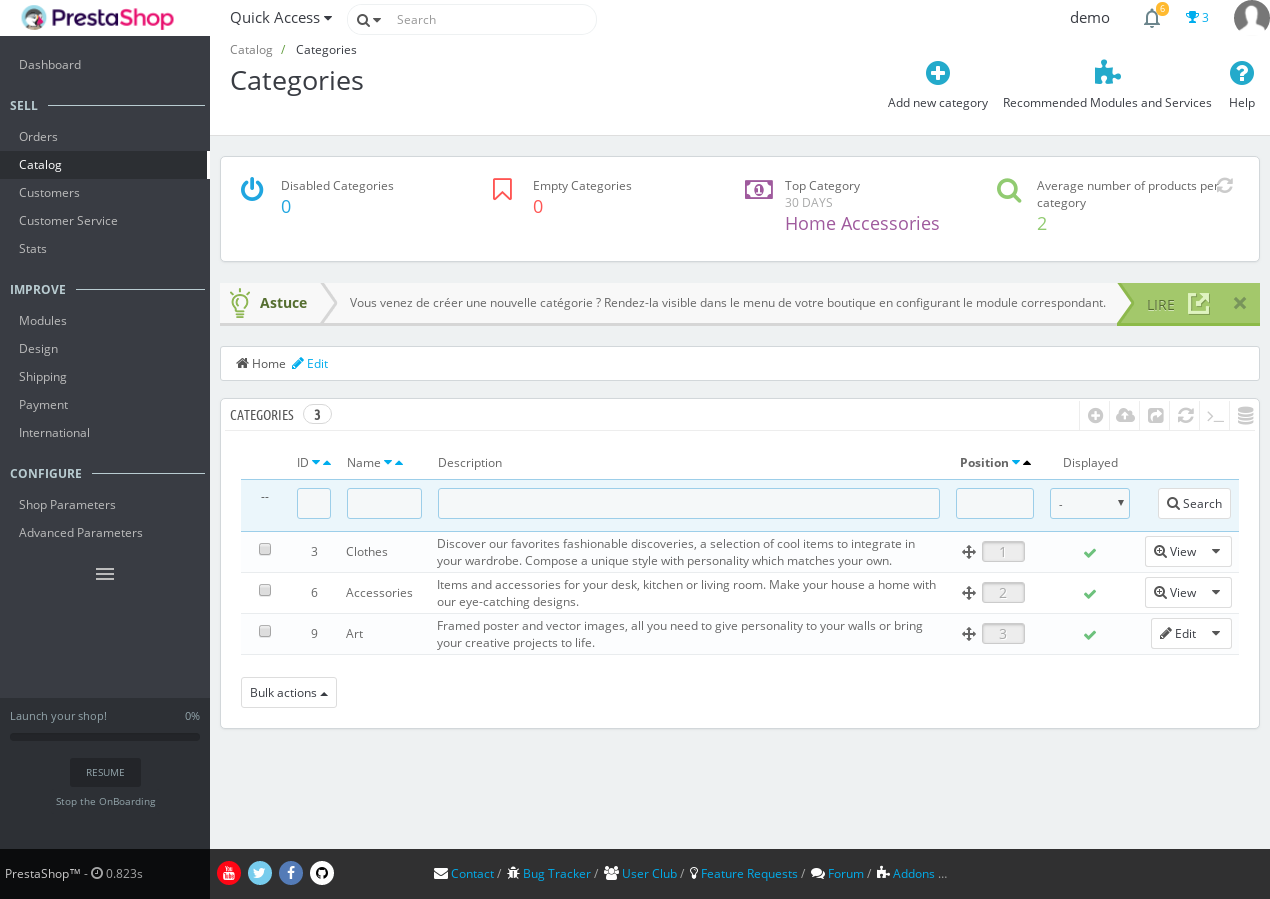 PrestaShop
Quick Access
Search
demo
6
3
Catalog / Categories
Categories
Add new category
Recommended Modules and Services
Help
Dashboard
SELL
Orders
Catalog
Customers
Customer Service
Stats
IMPROVE
Modules
Design
Shipping
Payment
International
CONFIGURE
Shop Parameters
Advanced Parameters
Launch your shop! 0%
RESUME
Stop the OnBoarding
PrestaShop™ - 0.823s
Disabled Categories
0
Empty Categories
0
Top Category
30 DAYS
Home Accessories
Average number of products per
category
2
Astuce
Vous venez de créer une nouvelle catégorie ? Rendez-la visible dans le menu de votre boutique en configurant le module correspondant.
LIRE
Home Edit
CATEGORIES 3
ID Name Description Position Displayed
-- - Search
3 Clothes
Discover our favorites fashionable discoveries, a selection of cool items to integrate in
your wardrobe. Compose a unique style with personality which matches your own.
1 View
6 Accessories
Items and accessories for your desk, kitchen or living room. Make your house a home with
our eye-catching designs.
2 View
9 Art
Framed poster and vector images, all you need to give personality to your walls or bring
your creative projects to life.
3 Edit
Bulk actions
Contact / Bug Tracker / User Club / Feature Requests / Forum / Addons ...